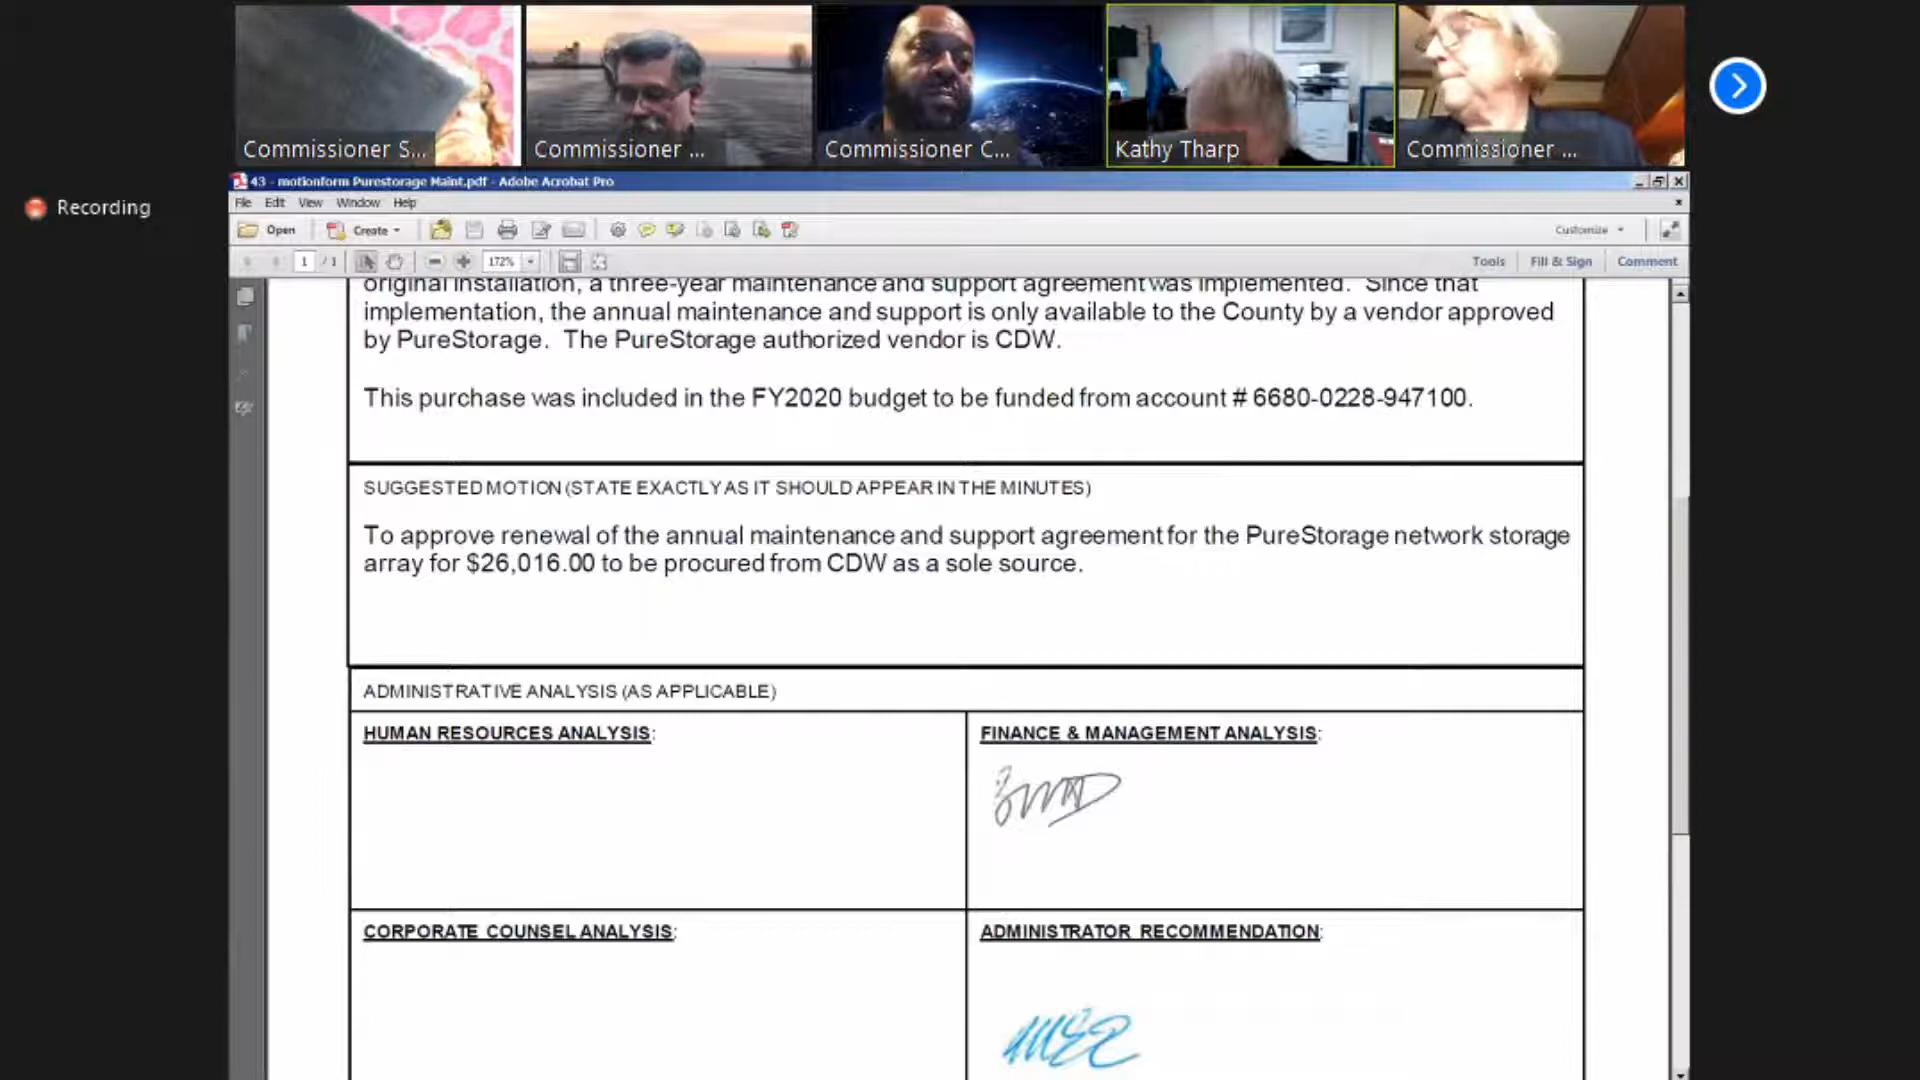 Commissioner S...
Commissioner ...
Commissioner C...
Kathy Tharp
Commissioner ...
Recording
43 - motionform Purestorage Maint.pdf - Adobe Acrobat Pro
File Edit View Window Help
Open Create Customize
1 / 1 172% Tools Fill & Sign Comment
original installation, a three-year maintenance and support agreement was implemented. Since that
implementation, the annual maintenance and support is only available to the County by a vendor approved
by PureStorage. The PureStorage authorized vendor is CDW.
This purchase was included in the FY2020 budget to be funded from account # 6680-0228-947100.
SUGGESTED MOTION (STATE EXACTLY AS IT SHOULD APPEAR IN THE MINUTES)
To approve renewal of the annual maintenance and support agreement for the PureStorage network storage
array for $26,016.00 to be procured from CDW as a sole source.
ADMINISTRATIVE ANALYSIS (AS APPLICABLE)
HUMAN RESOURCES ANALYSIS:
FINANCE & MANAGEMENT ANALYSIS:
CORPORATE COUNSEL ANALYSIS:
ADMINISTRATOR RECOMMENDATION: